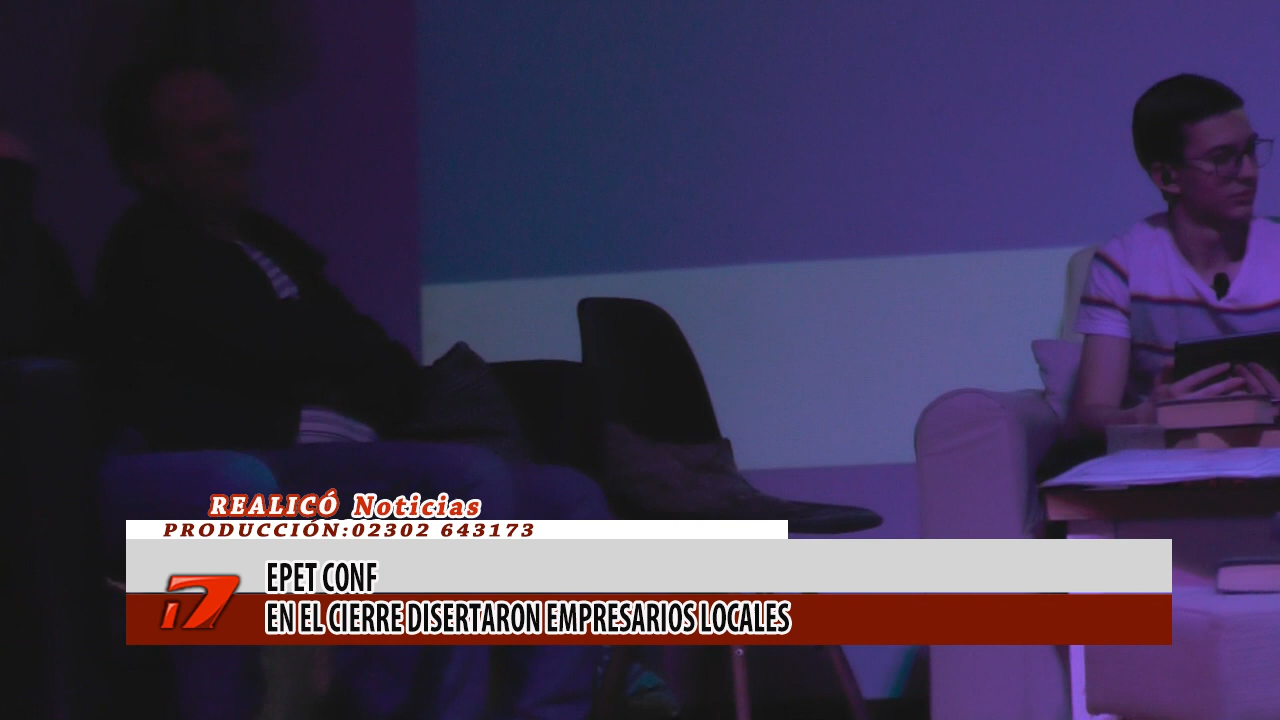 REALICÓ Noticias
PRODUCCIÓN:02302 643173
EPET CONF
EN EL CIERRE DISERTARON EMPRESARIOS LOCALES